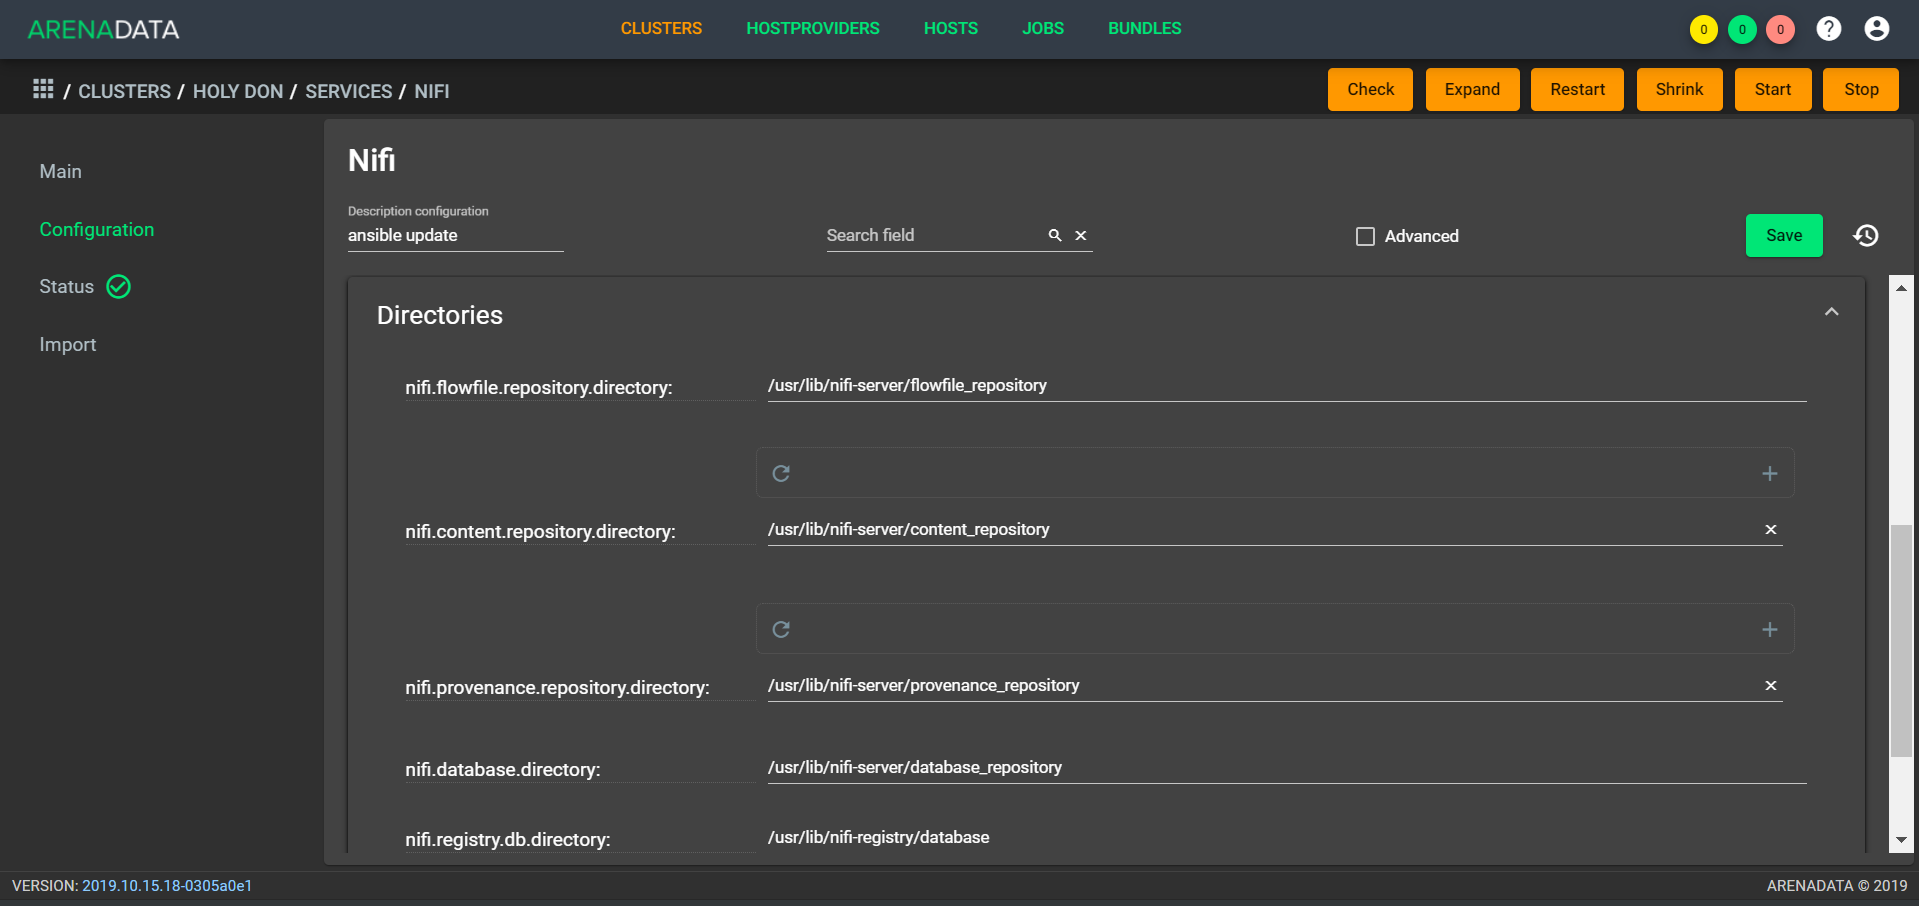 ARENADATA
CLUSTERS HOSTPROVIDERS HOSTS JOBS BUNDLES
0 0 0 ?
/ CLUSTERS / HOLY DON / SERVICES / NIFI
Check Expand Restart Shrink Start Stop
Main
Configuration
Status
Import
Nifi
Description configuration
ansible update
Search field
Advanced
Save
Directories
nifi.flowfile.repository.directory: /usr/lib/nifi-server/flowfile_repository
nifi.content.repository.directory: /usr/lib/nifi-server/content_repository
nifi.provenance.repository.directory: /usr/lib/nifi-server/provenance_repository
nifi.database.directory: /usr/lib/nifi-server/database_repository
nifi.registry.db.directory: /usr/lib/nifi-registry/database
VERSION: 2019.10.15.18-0305a0e1
ARENADATA © 2019